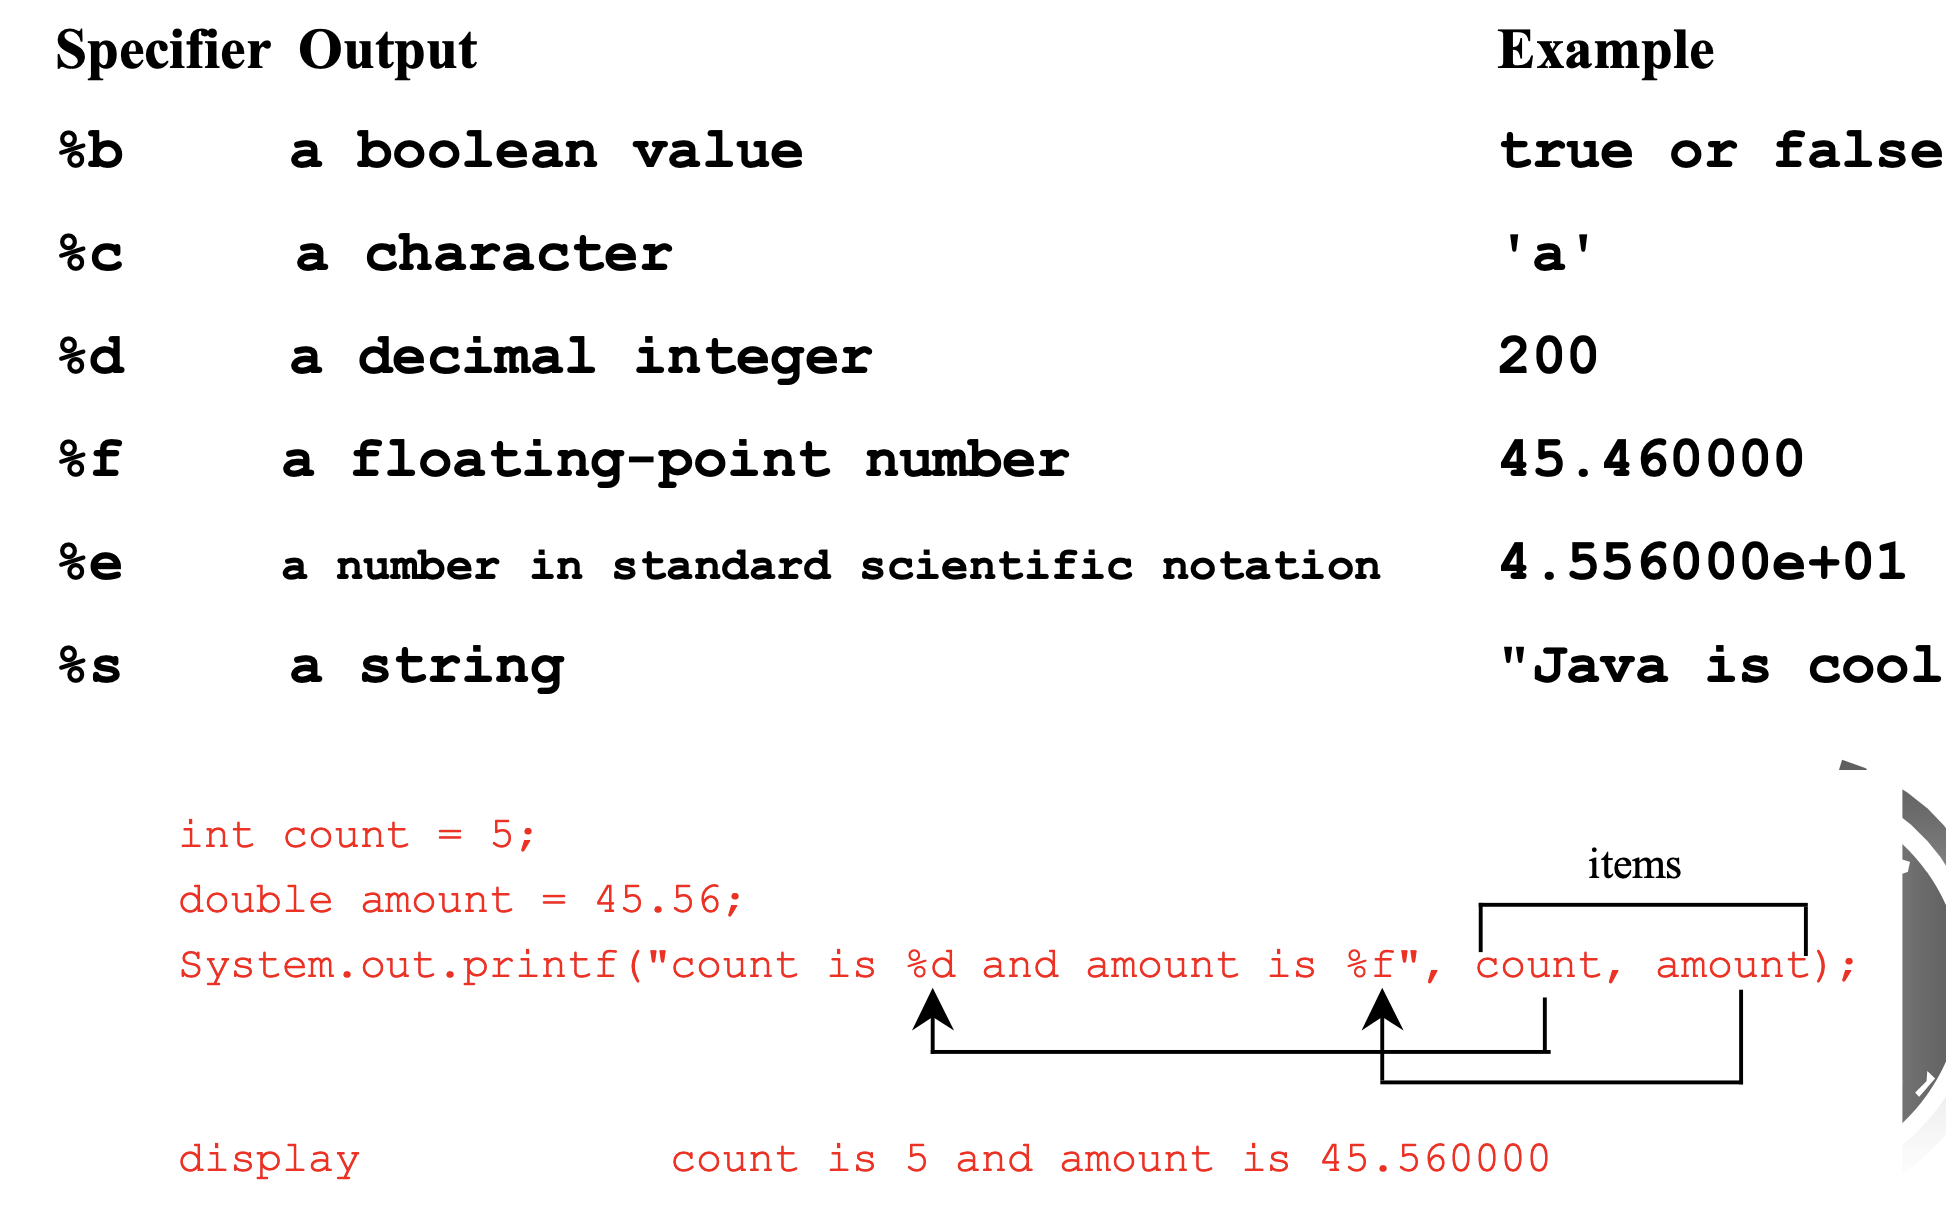 Specifier Output Example
%b a boolean value true or false
%c a character 'a'
%d a decimal integer 200
%f a floating-point number 45.460000
%e a number in standard scientific notation 4.556000e+01
%s a string "Java is cool
int count = 5;
items
double amount = 45.56;
System.out.printf("count is %d and amount is %f", count, amount);
display count is 5 and amount is 45.560000